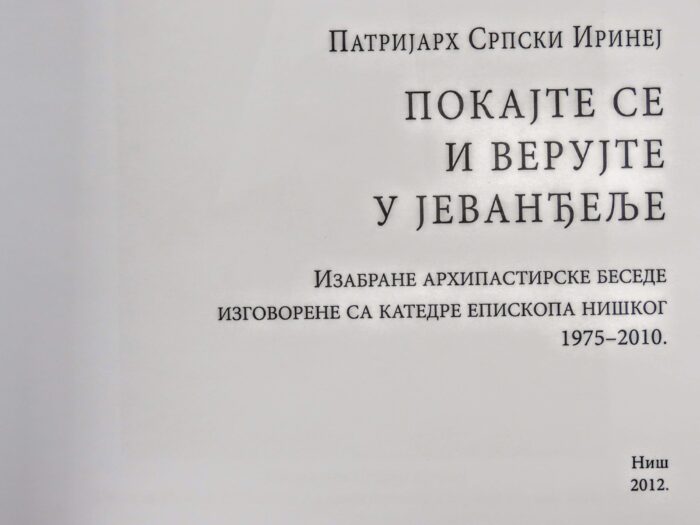 Патријарх Српски Иринеј
ПОКАЈТЕ СЕ
И ВЕРУЈТЕ
У ЈЕВАНЂЕЉЕ
Изабране архипастирске беседе
изговорене са катедре епископа нишког
1975–2010.
Ниш
2012.